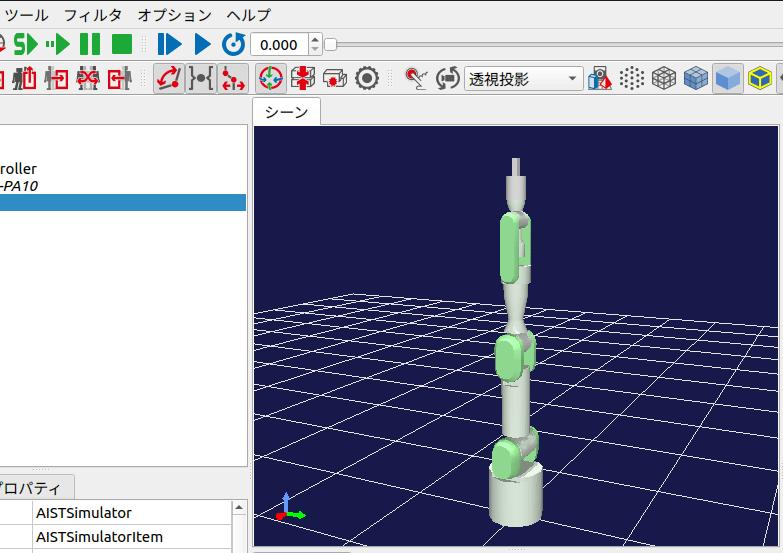 ツール フィルタ オプション ヘルプ
0.000
透視投影
シーン
roller
-PA10
プロパティ
AISTSimulator
AISTSimulatorItem